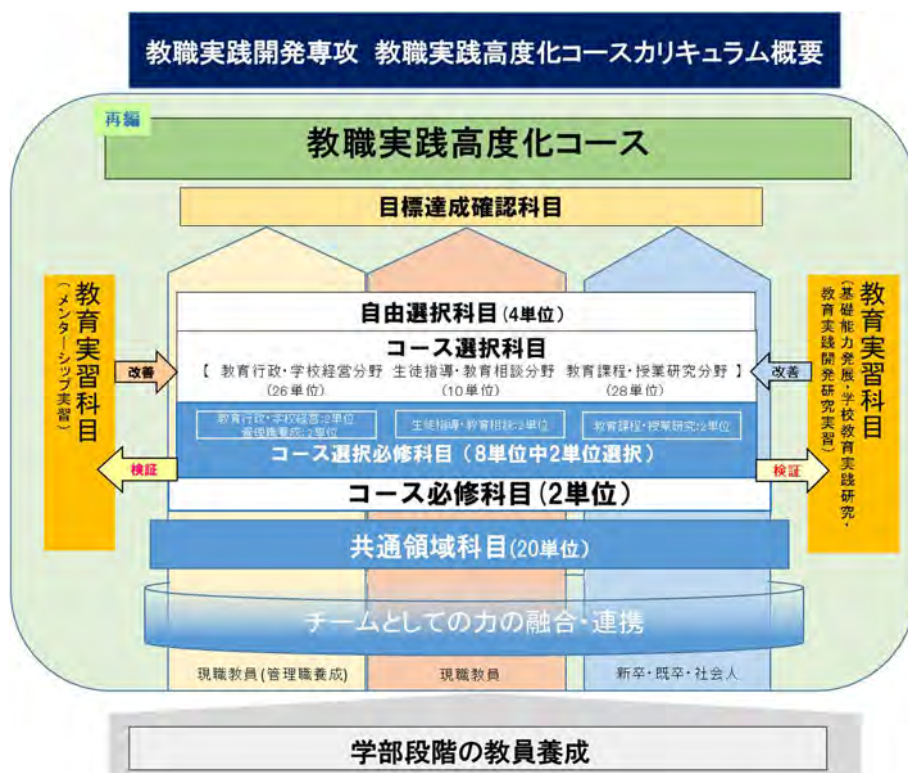 教職実践開発専攻 教職実践高度化コースカリキュラム概要
再編
教職実践高度化コース
目標達成確認科目
教育実習科目
(メンターシップ実習)
自由選択科目(4単位)
コース選択科目
【 教育行政・学校経営分野 生徒指導・教育相談分野 教育課程・授業研究分野 】
(26単位) (10単位) (28単位)
改善
改善
教育行政・学校経営:2単位
管理職養成:2単位
生徒指導・教育相談:2単位
教育課程・授業研究:2単位
コース選択必修科目(8単位中2単位選択)
検証
検証
コース必修科目(2単位)
教育実習科目
(基礎能力発展・学校教育実践研究・
教育実践開発研究実習)
共通領域科目(20単位)
チームとしての力の融合・連携
現職教員(管理職養成) 現職教員 新卒・既卒・社会人
学部段階の教員養成